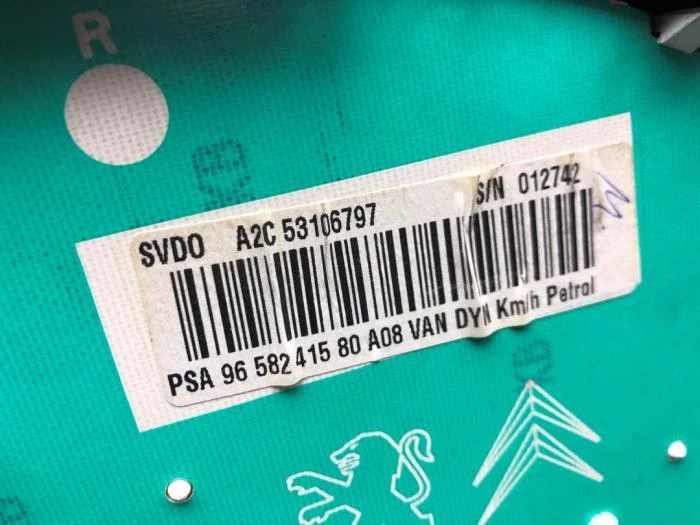 R
SVDO A2C 53106797 S/N 012742
PSA 96 582 415 80 A08 VAN DYN Km/h Petrol